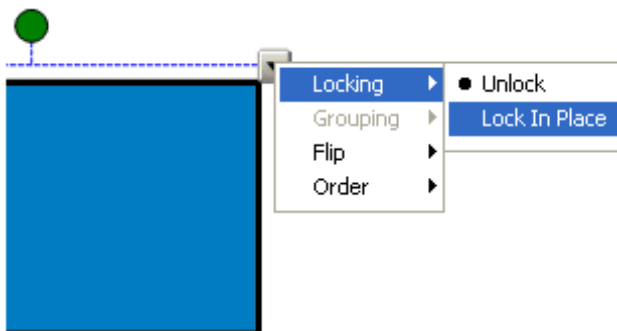 Locking
Grouping
Flip
Order
Unlock
Lock In Place